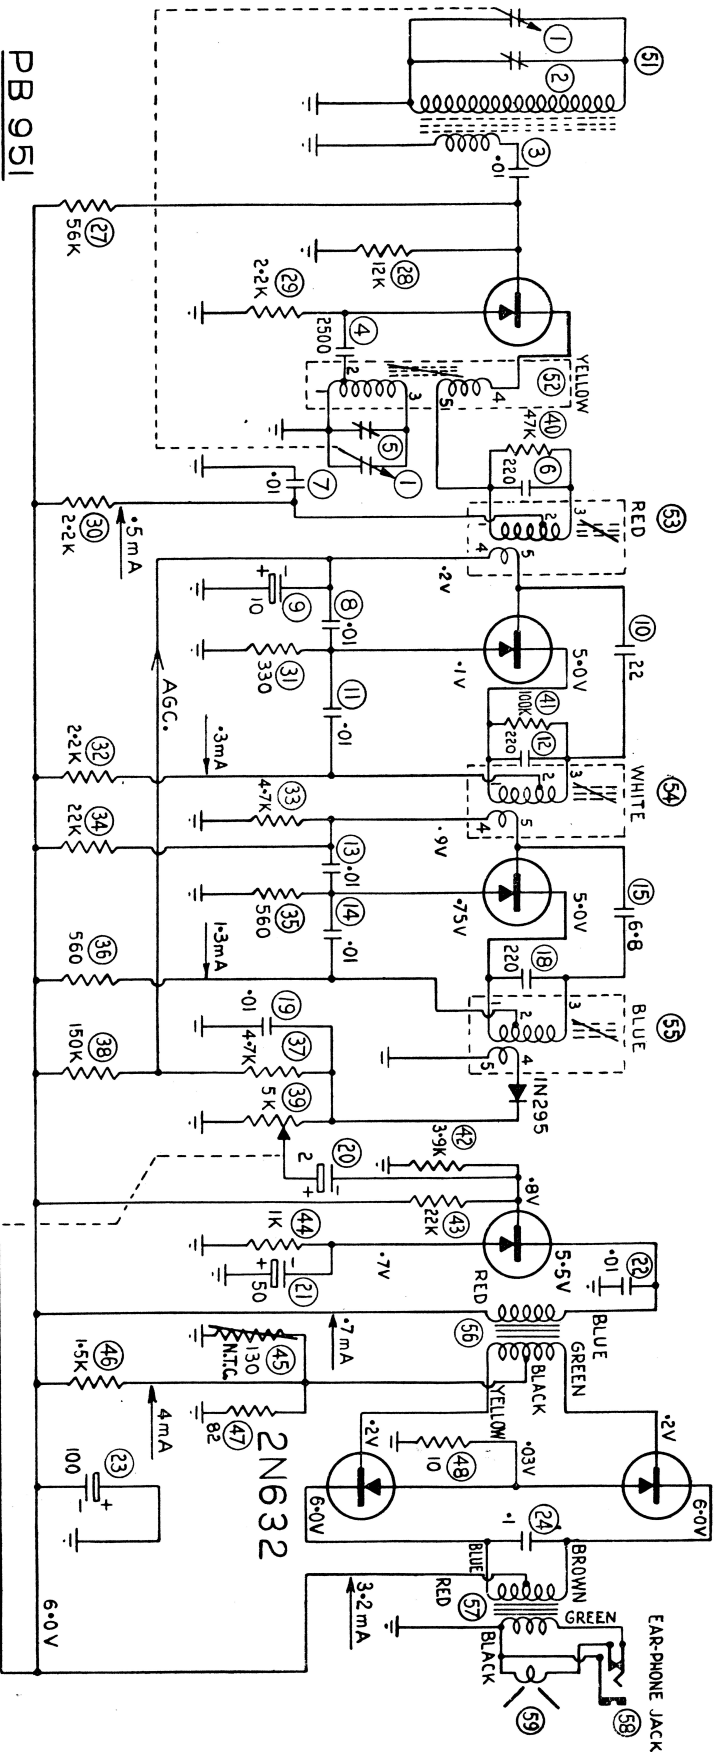 PB 951
51
1
2
3
.01
27
56K
28
12K
29
2.2K
4
2500
YELLOW
52
2
1
3
5
4
5
1
7
.01
40
47K
6
220
30
2.2K
.5mA
RED
53
3
2
1
4
5
.2V
9
10
+
-
8
.01
31
330
11
.01
AGC.
10
22
5.0V
.1V
41
100K
12
220
.3mA
32
2.2K
WHITE
54
3
2
1
4
5
.9V
33
4.7K
34
22K
13
.01
35
560
14
.01
15
6.8
5.0V
.75V
18
220
1.3mA
36
560
BLUE
55
3
2
1
4
5
IN295
19
.01
37
4.7K
38
150K
39
5K
20
2
+
-
42
3.9K
43
22K
.8V
44
1K
21
50
+
-
.7V
5.5V
22
.01
RED
BLUE
56
.7mA
GREEN
BLACK
YELLOW
45
130
N.T.C.
46
1.5K
4mA
47
82
2N632
48
10
.03V
.2V
.2V
6.0V
6.0V
23
100
+
-
24
.1
BROWN
BLUE
RED
57
3.2mA
GREEN
BLACK
EAR-PHONE JACK
58
59
6.0V